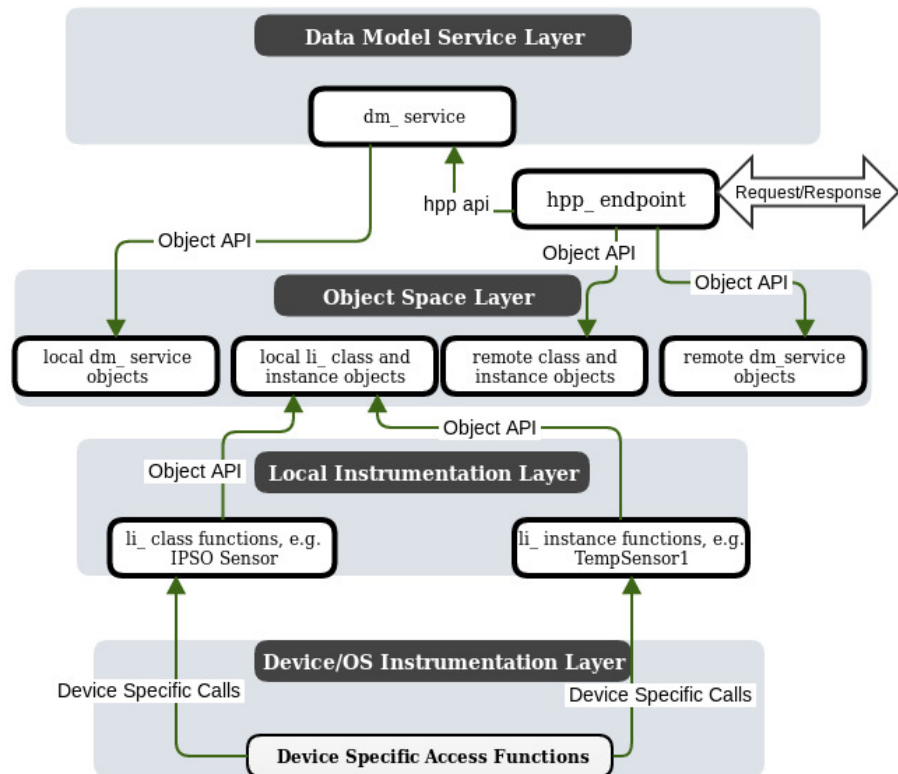 Data Model Service Layer
dm_ service
hpp api
hpp_ endpoint
Request/Response
Object API
Object API
Object API
Object Space Layer
local dm_service
objects
local li_ class and
instance objects
remote class and
instance objects
remote dm_service
objects
Object API
Object API
Local Instrumentation Layer
li_ class functions, e.g.
IPSO Sensor
li_ instance functions, e.g.
TempSensor1
Device/OS Instrumentation Layer
Device Specific Calls
Device Specific Calls
Device Specific Access Functions